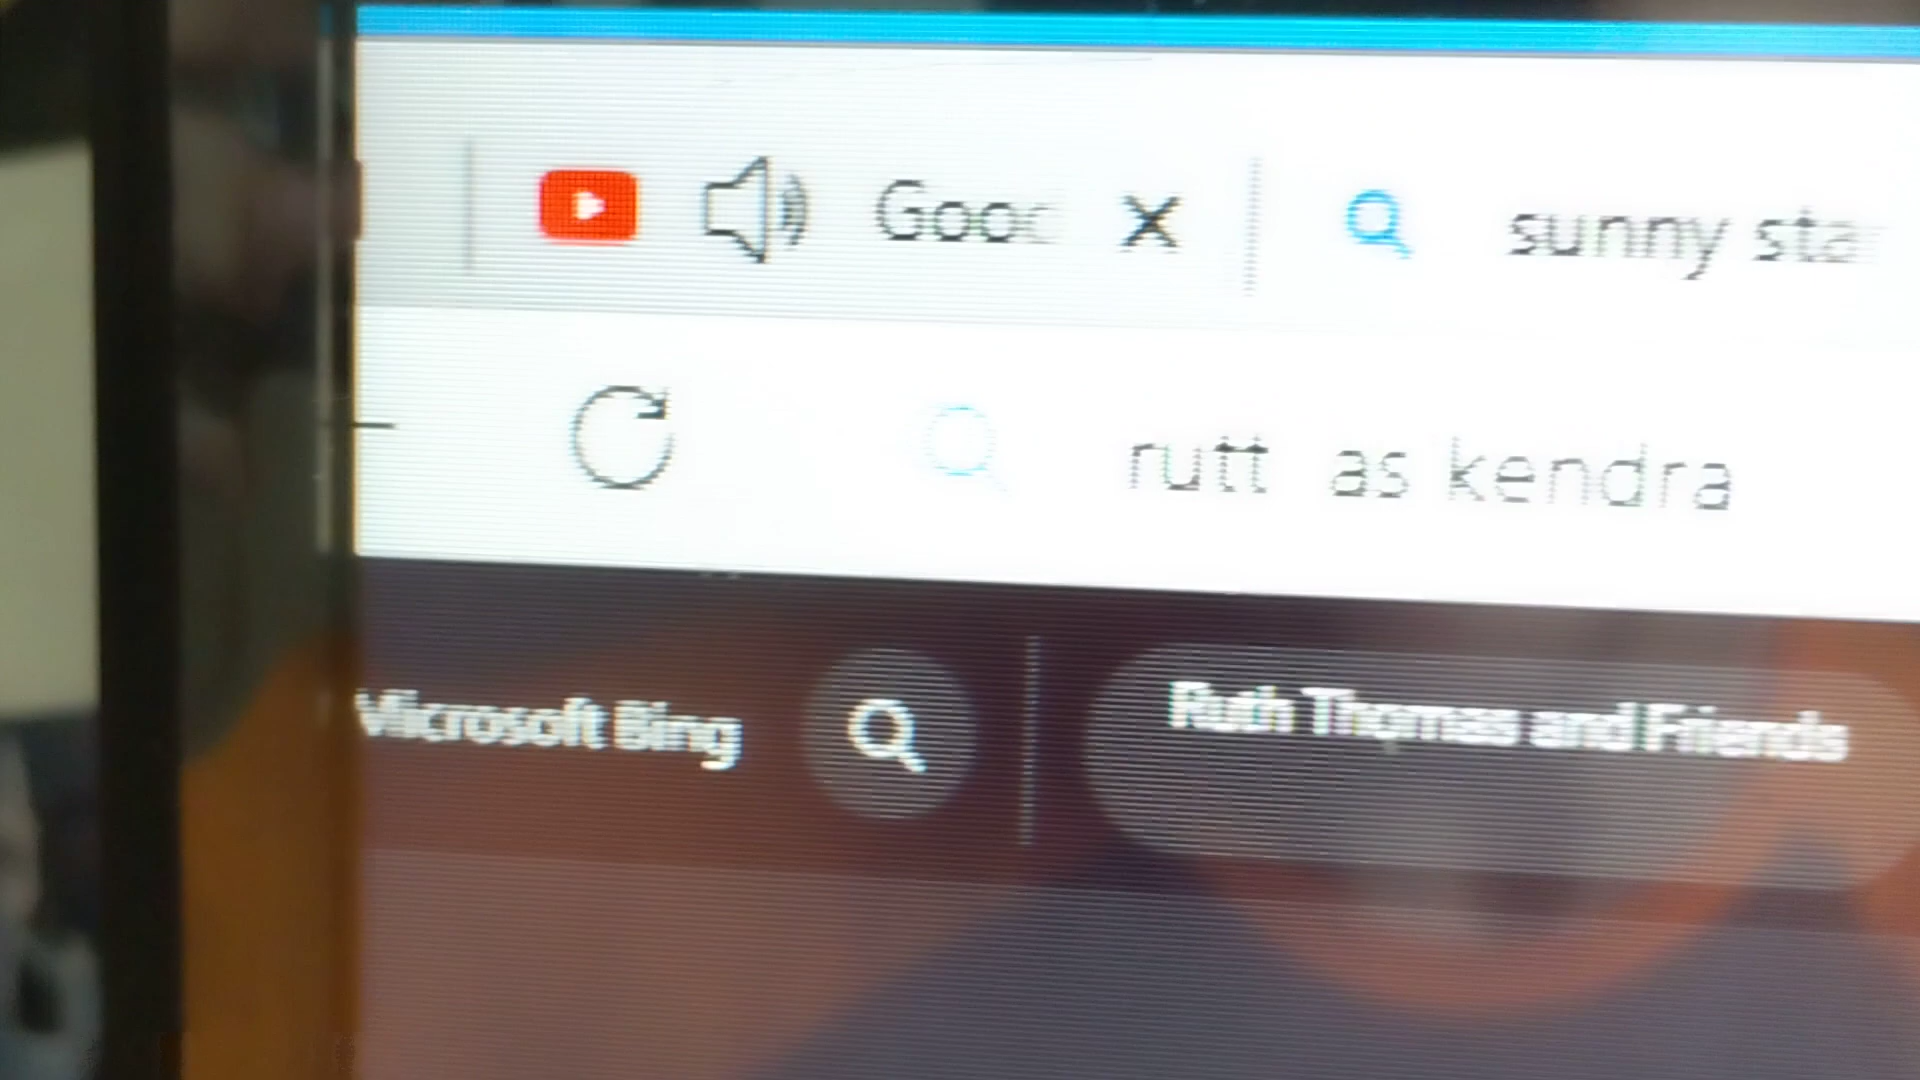 Goo
sunny sta
rutt as kendra
Microsoft Bing
Ruth Thomas and Friends